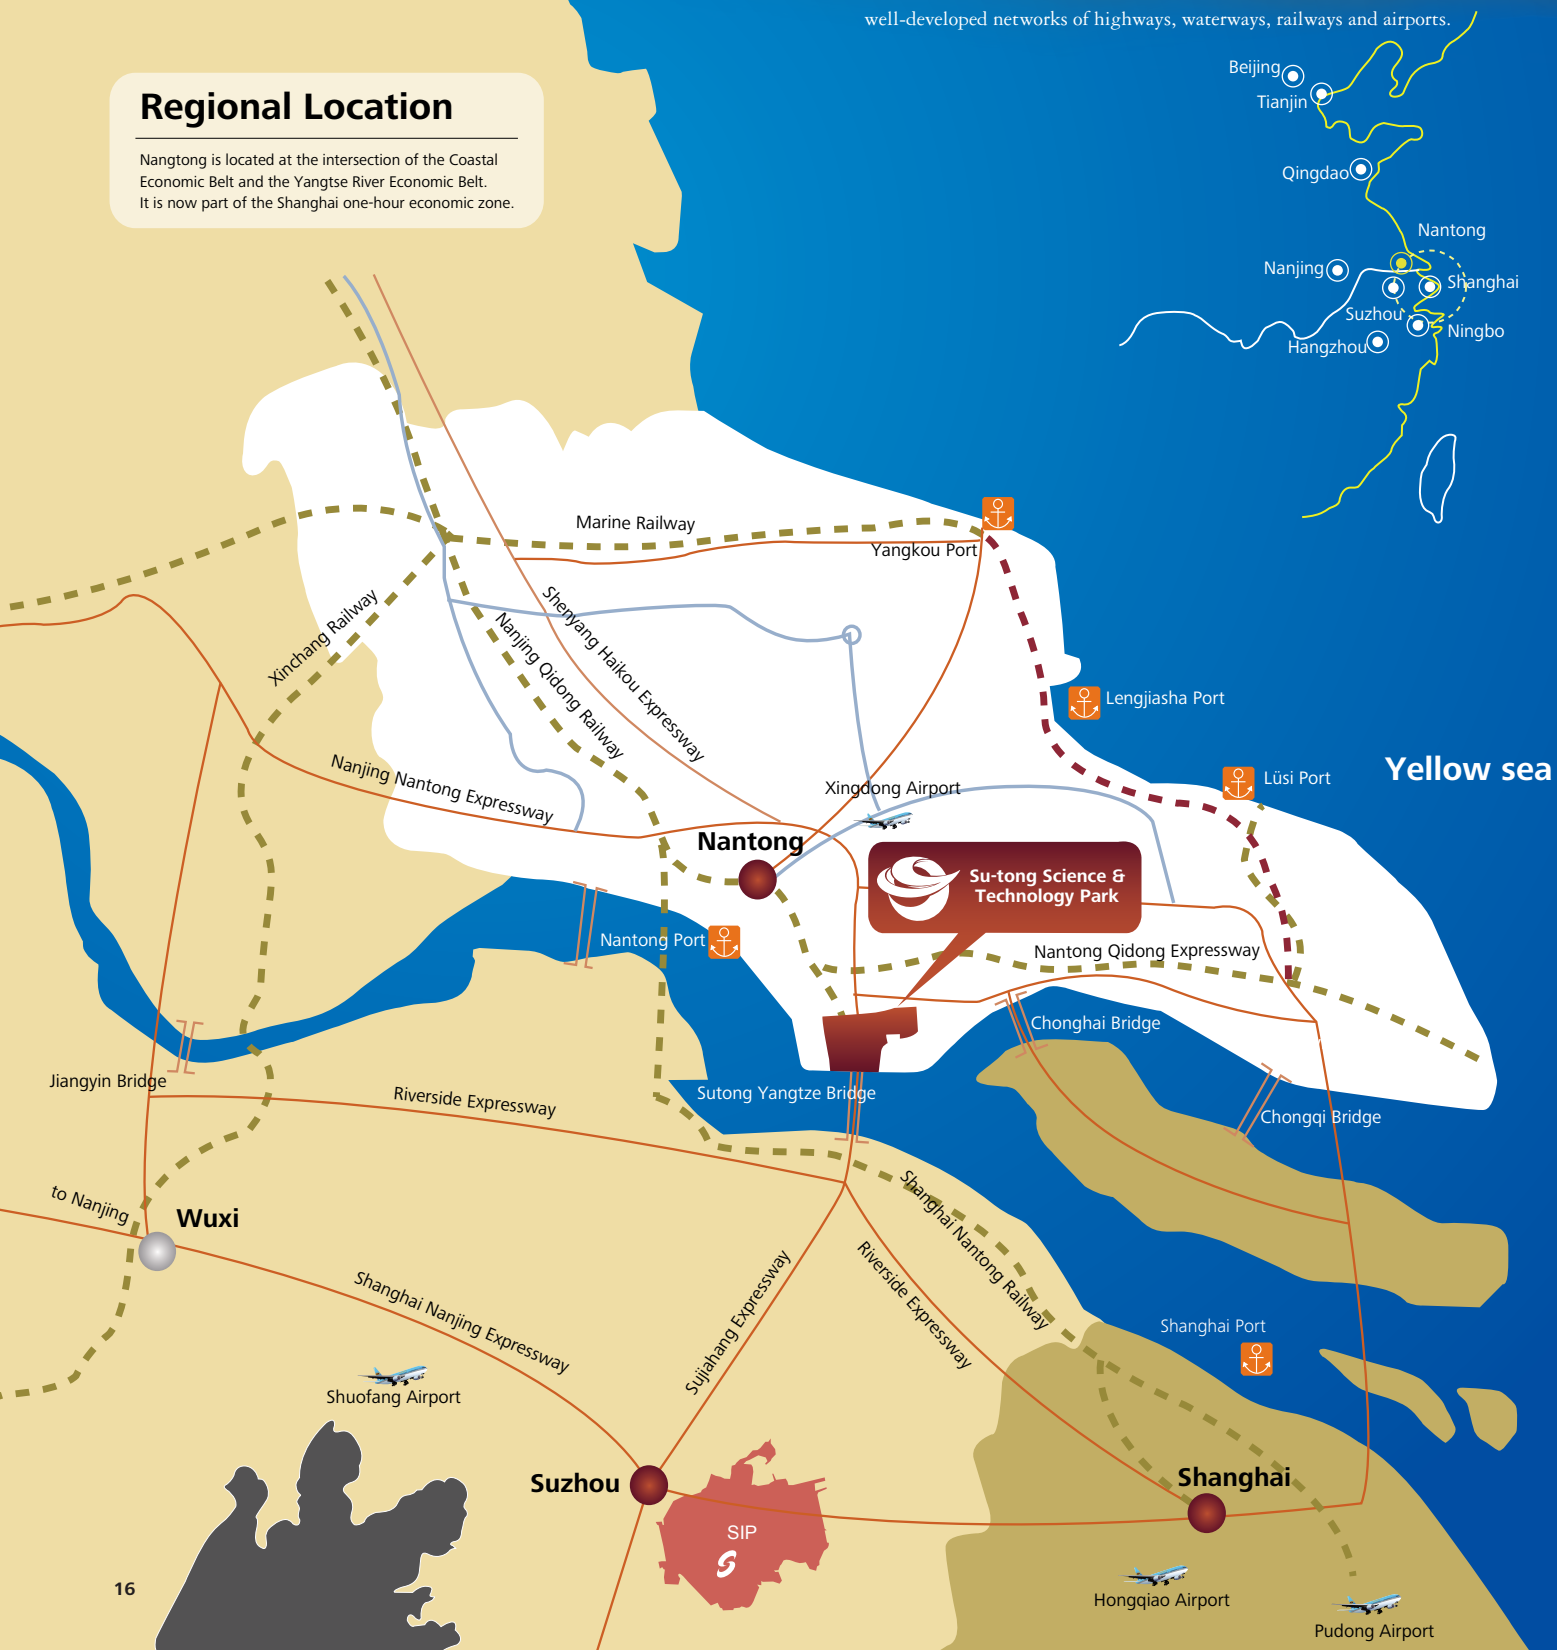 well-developed networks of highways, waterways, railways and airports.
Beijing
Tianjin
Qingdao
Nantong
Nanjing
Shanghai
Suzhou
Ningbo
Hangzhou
Regional Location
Nangtong is located at the intersection of the Coastal
Economic Belt and the Yangtse River Economic Belt.
It is now part of the Shanghai one-hour economic zone.
Marine Railway
Yangkou Port
Xinchang Railway
Shenyang Haikou Expressway
Nanjing Qidong Railway
Lengjiasha Port
Yellow sea
Lüsi Port
Nanjing Nantong Expressway
Xingdong Airport
Nantong
Su-tong Science &
Technology Park
Nantong Port
Nantong Qidong Expressway
Chonghai Bridge
Jiangyin Bridge
Riverside Expressway
Sutong Yangtze Bridge
Chongqi Bridge
to Nanjing
Wuxi
Shanghai Nantong Railway
Shanghai Nanjing Expressway
Sujiahang Expressway
Riverside Expressway
Shanghai Port
Shuofang Airport
Suzhou
Shanghai
SIP
Hongqiao Airport
Pudong Airport
16